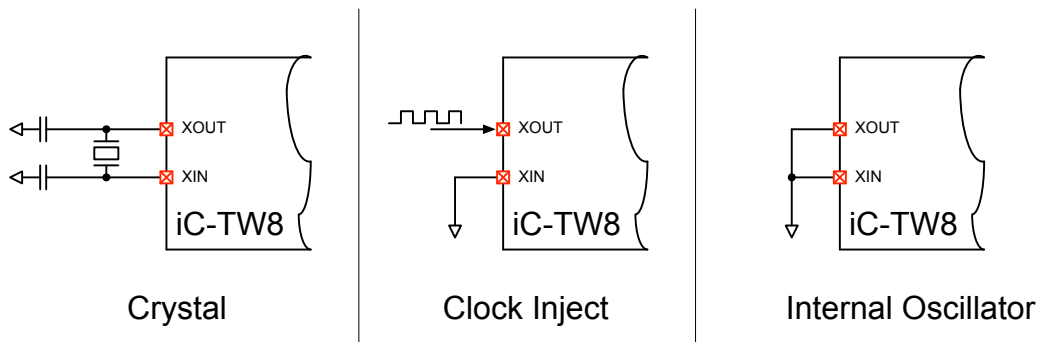 XOUT
XIN
iC-TW8
Crystal
XOUT
XIN
iC-TW8
Clock Inject
XOUT
XIN
iC-TW8
Internal Oscillator